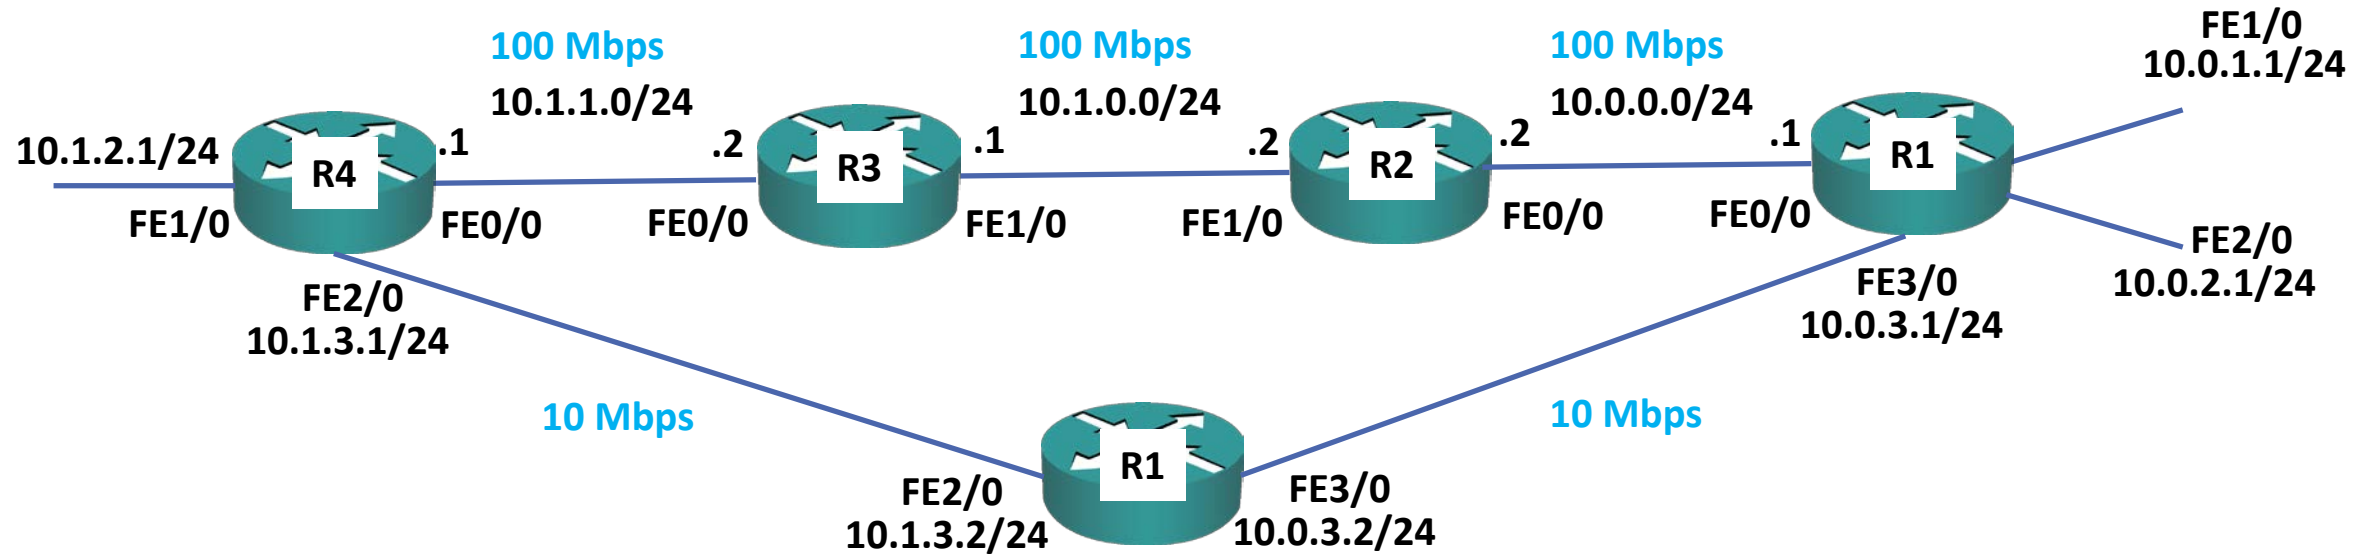 100 Mbps
10.1.1.0/24
100 Mbps
10.1.0.0/24
100 Mbps
10.0.0.0/24
FE1/0
10.0.1.1/24
10.1.2.1/24
R4
.1
.2
R3
.1
.2
R2
.2
.1
R1
FE1/0
FE0/0
FE0/0
FE1/0
FE1/0
FE0/0
FE0/0
FE2/0
10.0.2.1/24
FE2/0
10.1.3.1/24
FE3/0
10.0.3.1/24
10 Mbps
10 Mbps
R1
FE2/0
10.1.3.2/24
FE3/0
10.0.3.2/24